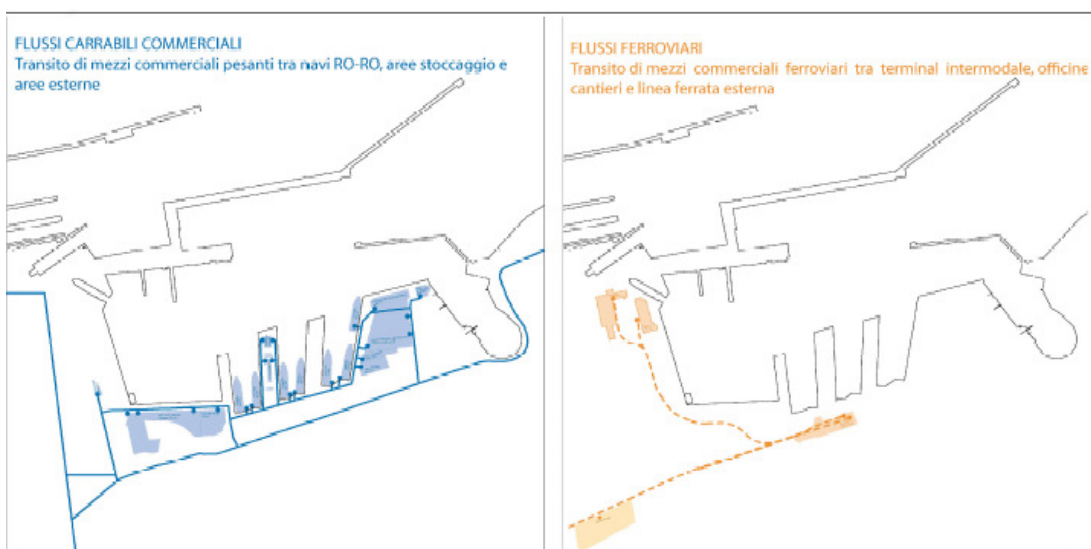 FLUSSI CARRABILI COMMERCIALI
Transito di mezzi commerciali pesanti tra navi RO-RO, aree stoccaggio e
aree esterne
FLUSSI FERROVIARI
Transito di mezzi commerciali ferroviari tra terminal intermodale, officine
cantieri e linea ferrata esterna